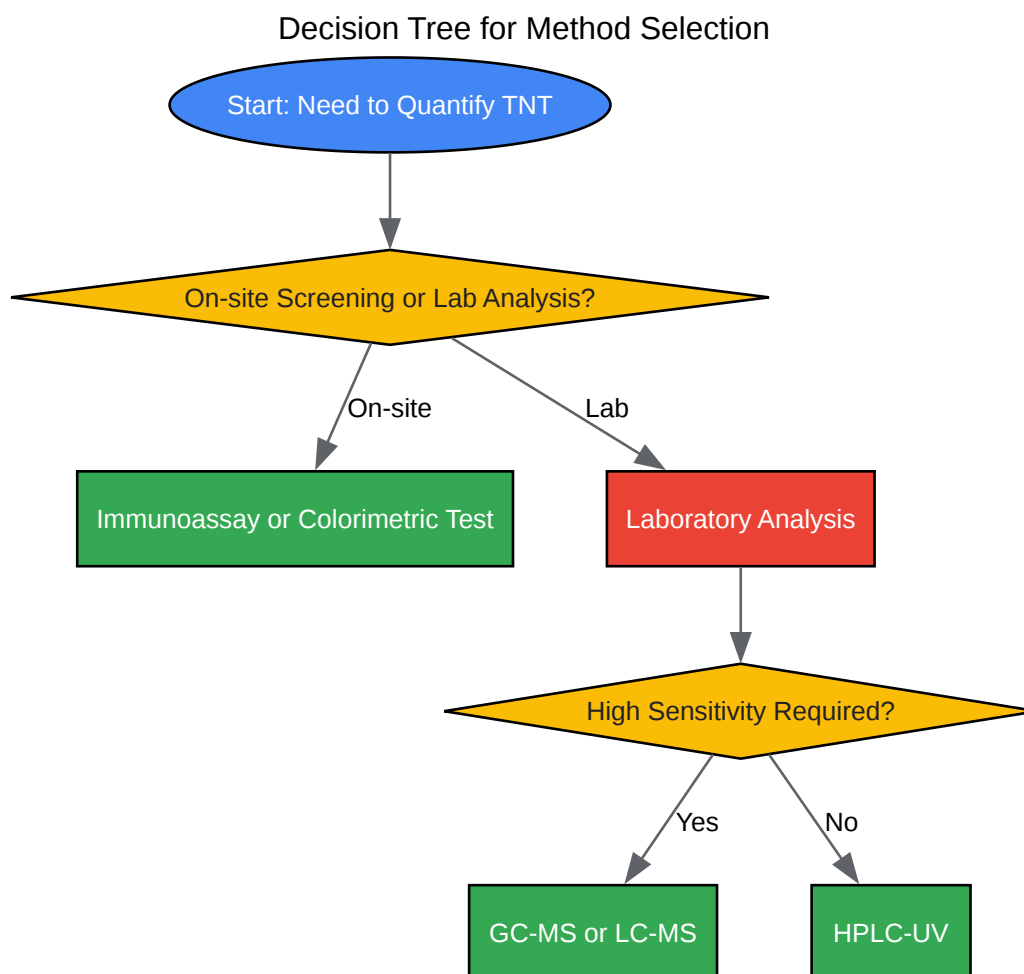 Decision Tree for Method Selection
Start: Need to Quantify TNT
On-site Screening or Lab Analysis?
On-site
Lab
Immunoassay or Colorimetric Test
Laboratory Analysis
High Sensitivity Required?
Yes
No
GC-MS or LC-MS
HPLC-UV